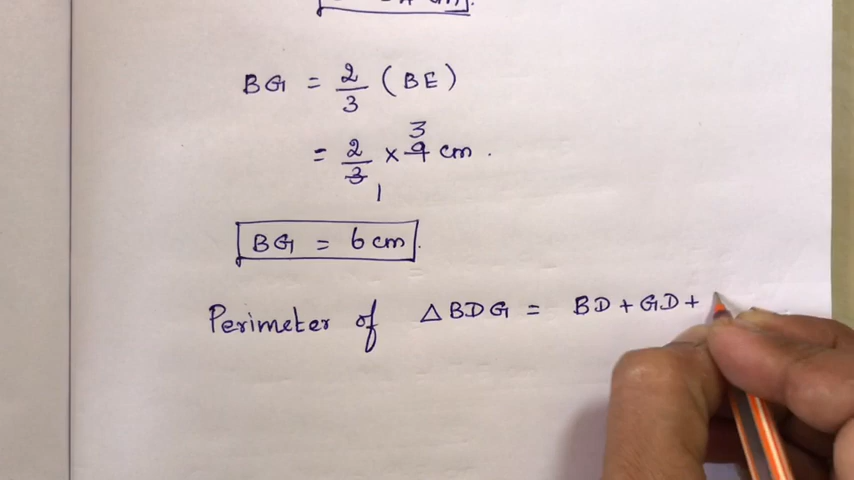 BG = 2/3 (BE)
= 2/3 × 9 cm .
3
1
BG = 6 cm .
Perimeter of △ BDG = BD + GD +